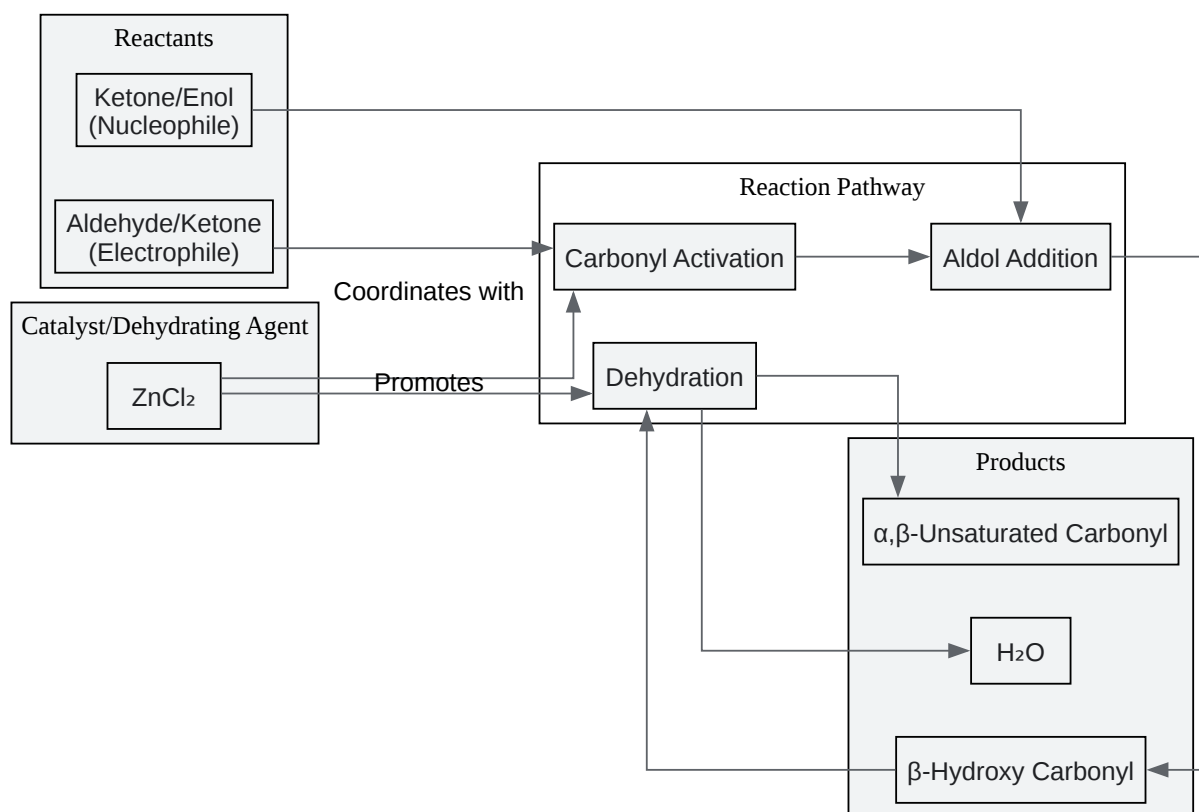 Reactants
Ketone/Enol
(Nucleophile)
Aldehyde/Ketone
(Electrophile)
Catalyst/Dehydrating Agent
ZnCl₂
Coordinates with
Promotes
Reaction Pathway
Carbonyl Activation
Aldol Addition
Dehydration
Products
α,β-Unsaturated Carbonyl
H₂O
β-Hydroxy Carbonyl